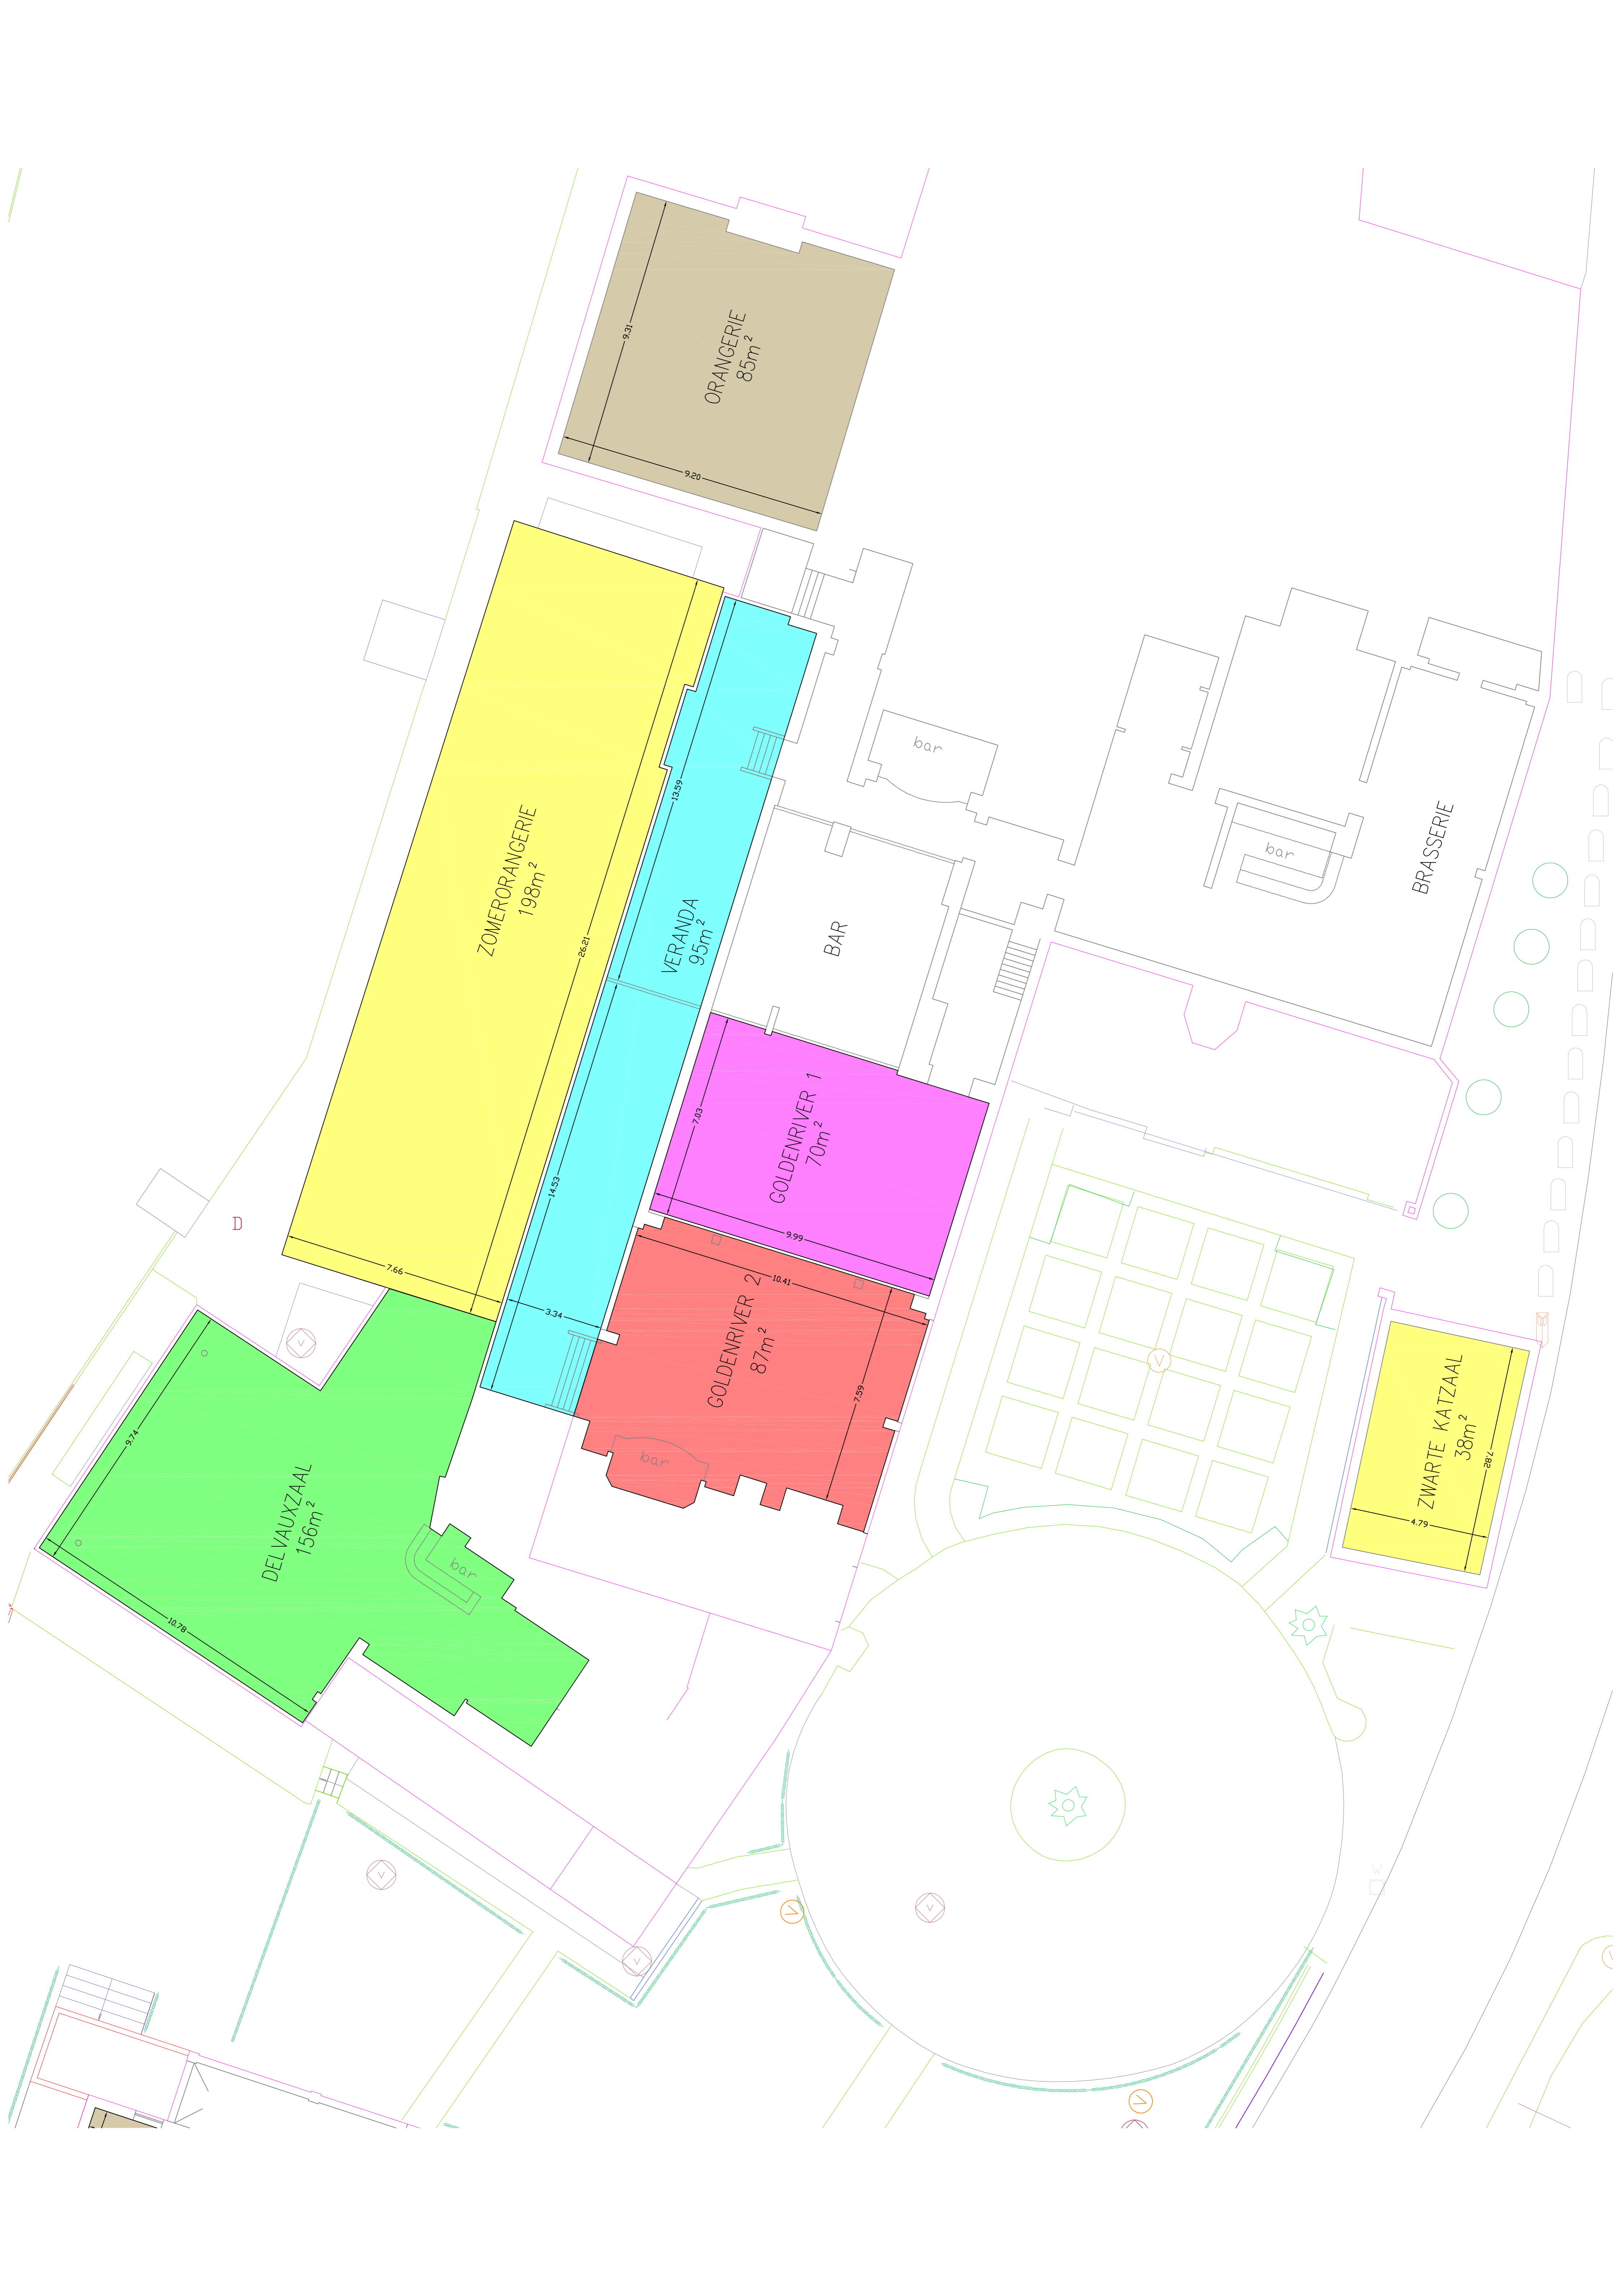 ORANGERIE
85m²
9.31
9.20
ZOMERORANGERIE
198m²
26.21
7.66
VERANDA
95m²
13.59
14.53
3.34
bar
BAR
bar
BRASSERIE
GOLDENRIVER 1
70m²
7.03
9.99
GOLDENRIVER 2
87m²
10.41
7.59
bar
D
V
DELVAUXZAAL
156m²
9.74
10.78
bar
V
ZWARTE KATZAAL
38m²
7.82
4.79
V
V
V
V
V